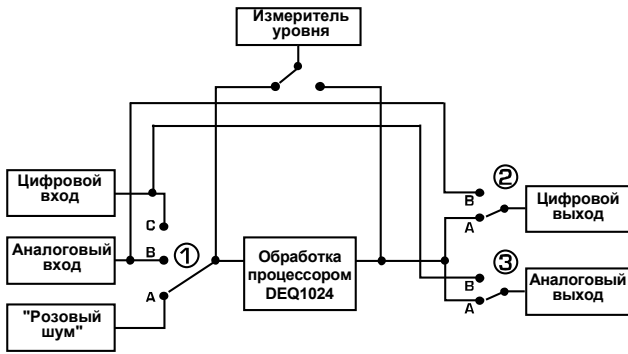 Измеритель
уровня
Цифровой
вход
C
Аналоговый
вход
B
①
A
"Розовый
шум"
Обработка
процессором
DEQ1024
②
B
A
Цифровой
выход
③
B
A
Аналоговый
выход